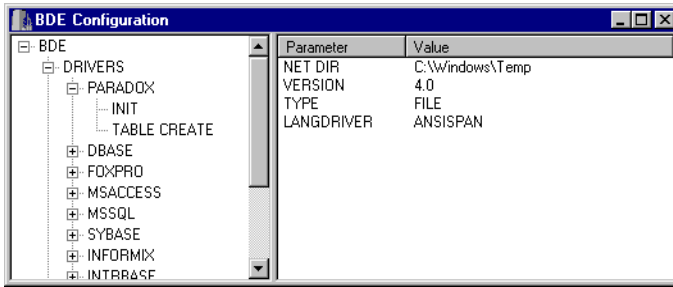 BDE Configuration
BDE
DRIVERS
PARADOX
INIT
TABLE CREATE
DBASE
FOXPRO
MSACCESS
MSSQL
SYBASE
INFORMIX
INTRBASE
Parameter Value
NET DIR C:\Windows\Temp
VERSION 4.0
TYPE FILE
LANGDRIVER ANSISPAN